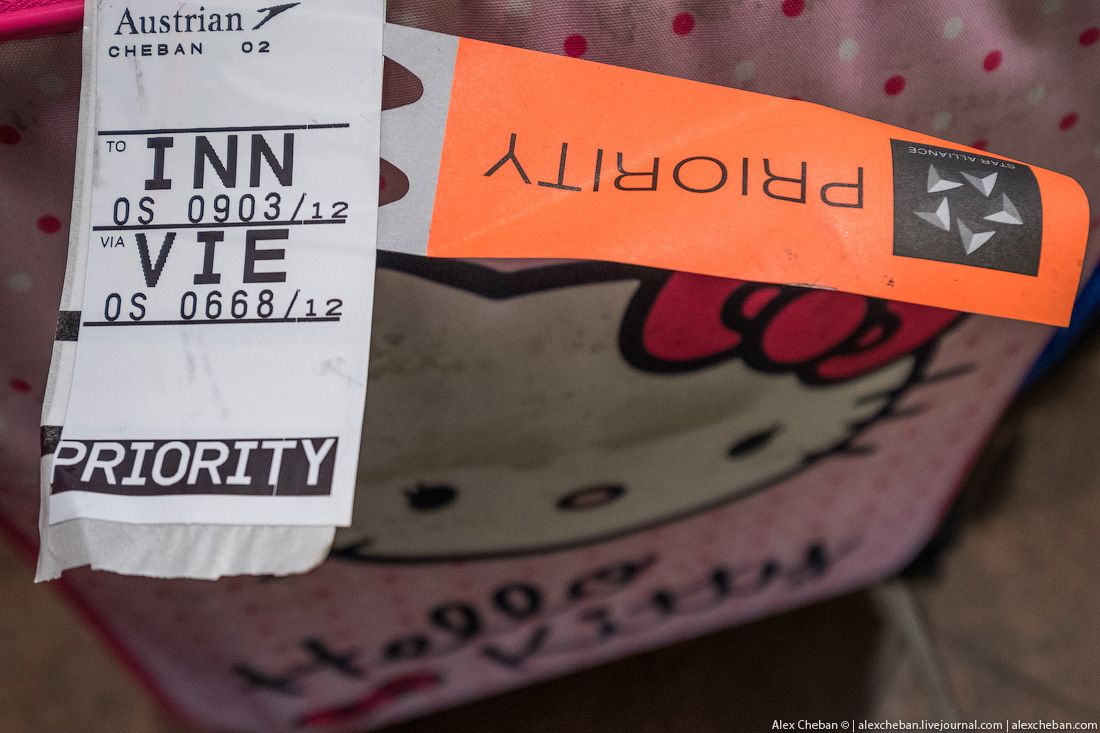 Austrian
CHEBAN 02
TO INN
OS 0903/12
VIA VIE
OS 0668/12
PRIORITY
PRIORITY
STAR ALLIANCE
Hello
Kitty
Alex Cheban © | alexcheban.livejournal.com | alexcheban.com